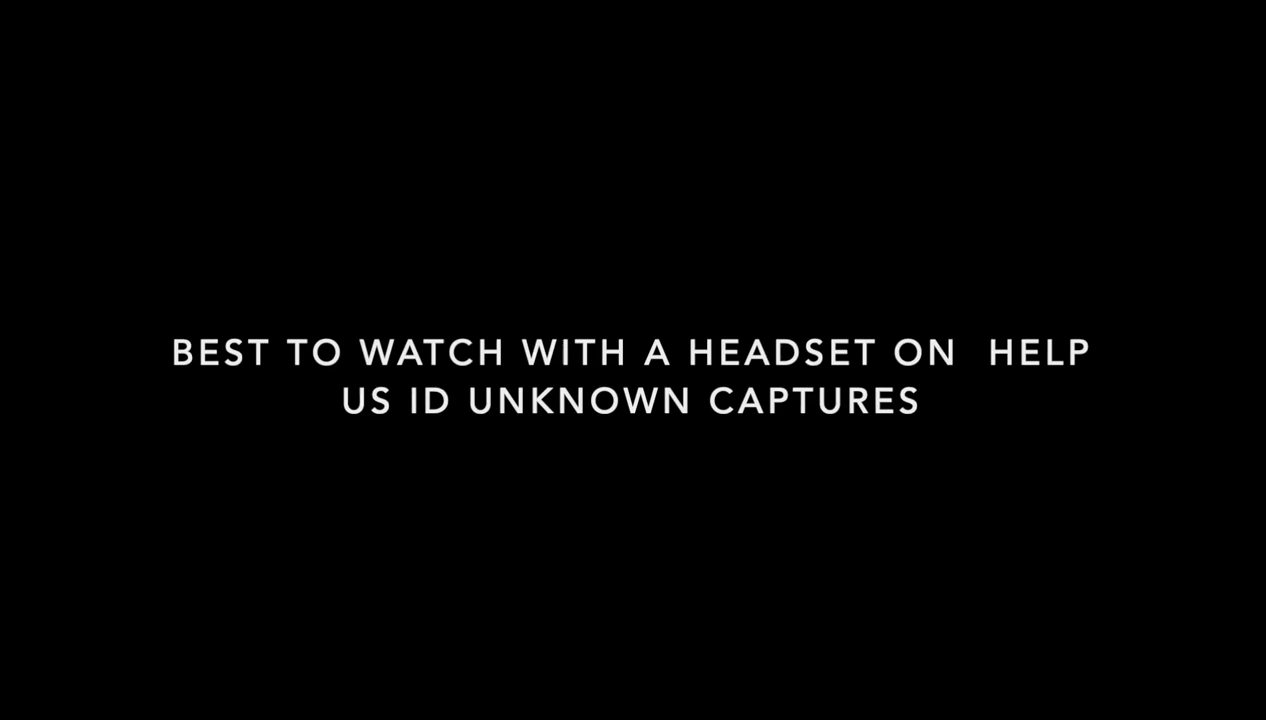 BEST TO WATCH WITH A HEADSET ON  HELP
US ID UNKNOWN CAPTURES